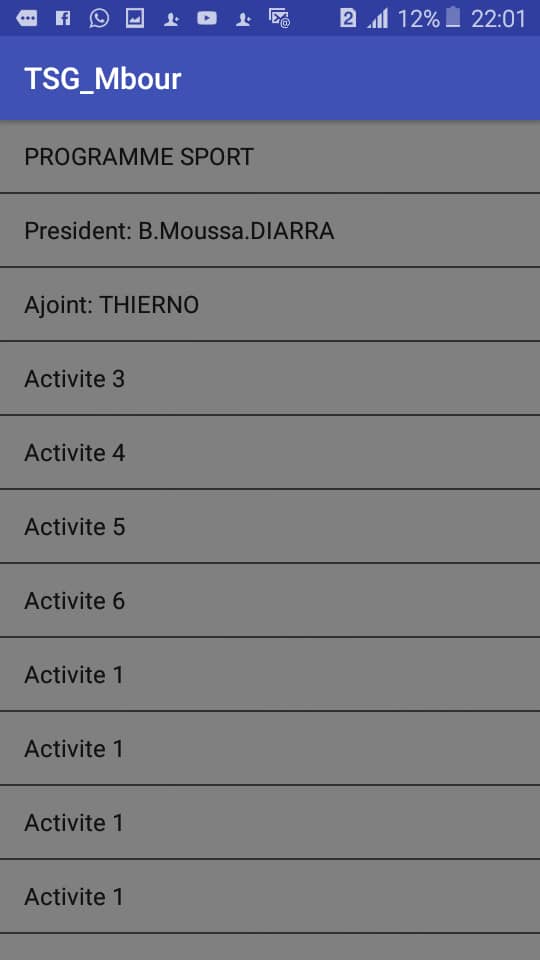 2 12% 22:01
TSG_Mbour
PROGRAMME SPORT
President: B.Moussa.DIARRA
Ajoint: THIERNO
Activite 3
Activite 4
Activite 5
Activite 6
Activite 1
Activite 1
Activite 1
Activite 1